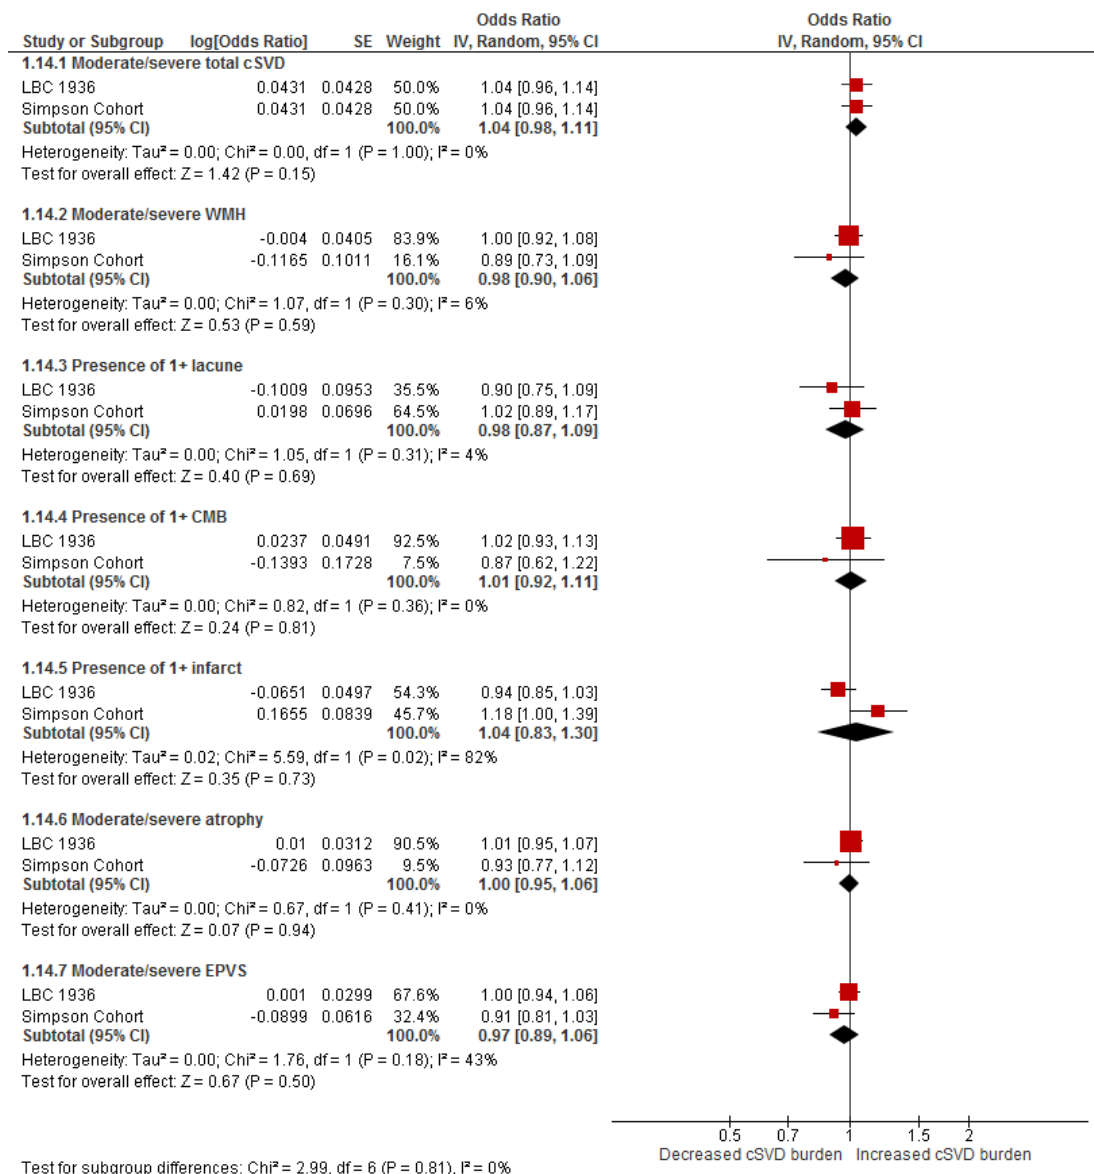 Odds Ratio Odds Ratio
Study or Subgroup log[Odds Ratio] SE Weight IV, Random, 95% CI IV, Random, 95% CI
1.14.1 Moderate/severe total cSVD
LBC 1936 0.0431 0.0428 50.0% 1.04 [0.96, 1.14]
Simpson Cohort 0.0431 0.0428 50.0% 1.04 [0.96, 1.14]
Subtotal (95% CI) 100.0% 1.04 [0.98, 1.11]
Heterogeneity: Tau² = 0.00; Chi² = 0.00, df = 1 (P = 1.00); I² = 0%
Test for overall effect: Z = 1.42 (P = 0.15)
1.14.2 Moderate/severe WMH
LBC 1936 -0.004 0.0405 83.9% 1.00 [0.92, 1.08]
Simpson Cohort -0.1165 0.1011 16.1% 0.89 [0.73, 1.09]
Subtotal (95% CI) 100.0% 0.98 [0.90, 1.06]
Heterogeneity: Tau² = 0.00; Chi² = 1.07, df = 1 (P = 0.30); I² = 6%
Test for overall effect: Z = 0.53 (P = 0.59)
1.14.3 Presence of 1+ lacune
LBC 1936 -0.1009 0.0953 35.5% 0.90 [0.75, 1.09]
Simpson Cohort 0.0198 0.0696 64.5% 1.02 [0.89, 1.17]
Subtotal (95% CI) 100.0% 0.98 [0.87, 1.09]
Heterogeneity: Tau² = 0.00; Chi² = 1.05, df = 1 (P = 0.31); I² = 4%
Test for overall effect: Z = 0.40 (P = 0.69)
1.14.4 Presence of 1+ CMB
LBC 1936 0.0237 0.0491 92.5% 1.02 [0.93, 1.13]
Simpson Cohort -0.1393 0.1728 7.5% 0.87 [0.62, 1.22]
Subtotal (95% CI) 100.0% 1.01 [0.92, 1.11]
Heterogeneity: Tau² = 0.00; Chi² = 0.82, df = 1 (P = 0.36); I² = 0%
Test for overall effect: Z = 0.24 (P = 0.81)
1.14.5 Presence of 1+ infarct
LBC 1936 -0.0651 0.0497 54.3% 0.94 [0.85, 1.03]
Simpson Cohort 0.1655 0.0839 45.7% 1.18 [1.00, 1.39]
Subtotal (95% CI) 100.0% 1.04 [0.83, 1.30]
Heterogeneity: Tau² = 0.02; Chi² = 5.59, df = 1 (P = 0.02); I² = 82%
Test for overall effect: Z = 0.35 (P = 0.73)
1.14.6 Moderate/severe atrophy
LBC 1936 0.01 0.0312 90.5% 1.01 [0.95, 1.07]
Simpson Cohort -0.0726 0.0963 9.5% 0.93 [0.77, 1.12]
Subtotal (95% CI) 100.0% 1.00 [0.95, 1.06]
Heterogeneity: Tau² = 0.00; Chi² = 0.67, df = 1 (P = 0.41); I² = 0%
Test for overall effect: Z = 0.07 (P = 0.94)
1.14.7 Moderate/severe EPVS
LBC 1936 0.001 0.0299 67.6% 1.00 [0.94, 1.06]
Simpson Cohort -0.0899 0.0616 32.4% 0.91 [0.81, 1.03]
Subtotal (95% CI) 100.0% 0.97 [0.89, 1.06]
Heterogeneity: Tau² = 0.00; Chi² = 1.76, df = 1 (P = 0.18); I² = 43%
Test for overall effect: Z = 0.67 (P = 0.50)
0.5 0.7 1 1.5 2
Decreased cSVD burden Increased cSVD burden
Test for subgroup differences: Chi² = 2.99, df = 6 (P = 0.81), I² = 0%